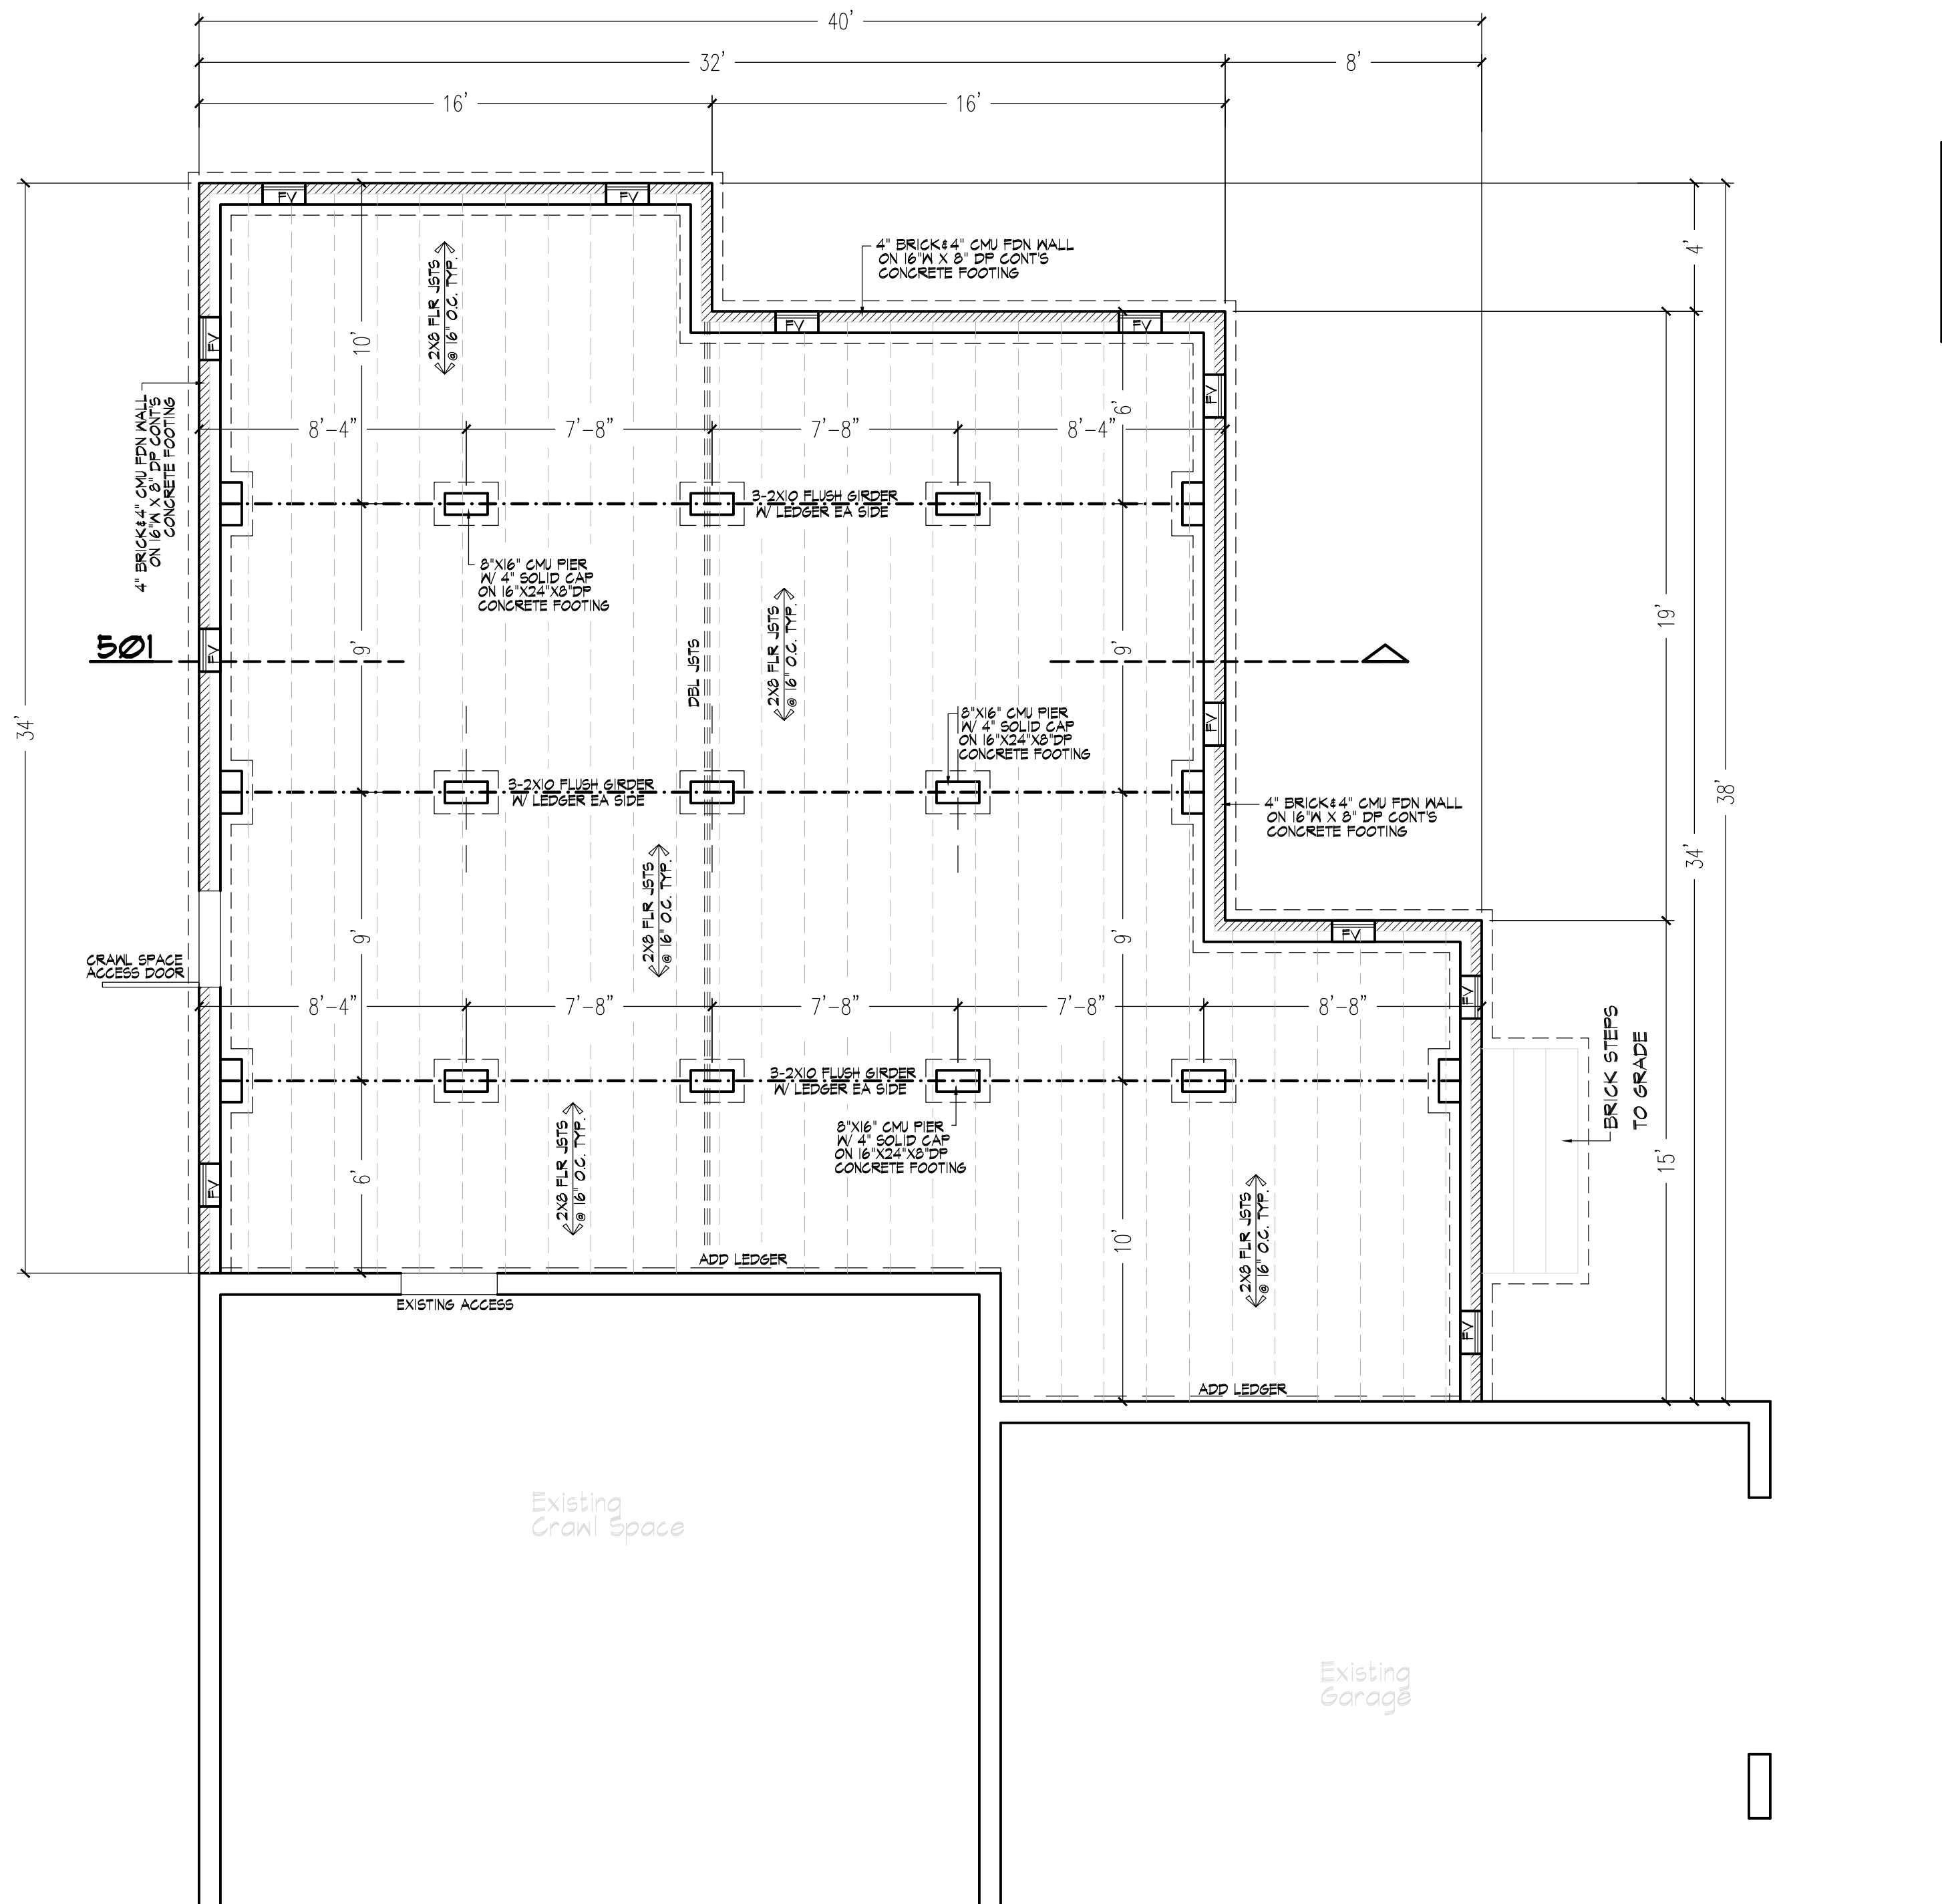 40'
32'
8'
16'
16'
FV
FV
4" BRICK&4" CMU FDN WALL
ON 16"W X 8" DP CONT'S
CONCRETE FOOTING
4'
2X8 FLR JSTS
@ 16" O.C. TYP.
FV
FV
FV
10'
FV
6'
4" BRICK&4" CMU FDN WALL
ON 16"W X 8" DP CONT'S
CONCRETE FOOTING
8'-4"
7'-8"
7'-8"
8'-4"
3-2X10 FLUSH GIRDER
W/ LEDGER EA SIDE
8"X16" CMU PIER
W/ 4" SOLID CAP
ON 16"X24"X8"DP
CONCRETE FOOTING
501
FV
9'
DBL JSTS
2X8 FLR JSTS
@ 16" O.C. TYP.
9'
19'
34'
8"X16" CMU PIER
W/ 4" SOLID CAP
ON 16"X24"X8"DP
CONCRETE FOOTING
FV
3-2X10 FLUSH GIRDER
W/ LEDGER EA SIDE
4" BRICK&4" CMU FDN WALL
ON 16"W X 8" DP CONT'S
CONCRETE FOOTING
38'
34'
2X8 FLR JSTS
@ 16" O.C. TYP.
9'
9'
FV
CRAWL SPACE
ACCESS DOOR
FV
8'-4"
7'-8"
7'-8"
7'-8"
8'-8"
BRICK STEPS
TO GRADE
3-2X10 FLUSH GIRDER
W/ LEDGER EA SIDE
8"X16" CMU PIER
W/ 4" SOLID CAP
ON 16"X24"X8"DP
CONCRETE FOOTING
2X8 FLR JSTS
@ 16" O.C. TYP.
FV
6'
15'
10'
2X8 FLR JSTS
@ 16" O.C. TYP.
ADD LEDGER
EXISTING ACCESS
FV
ADD LEDGER
Existing
Crawl Space
Existing
Garage